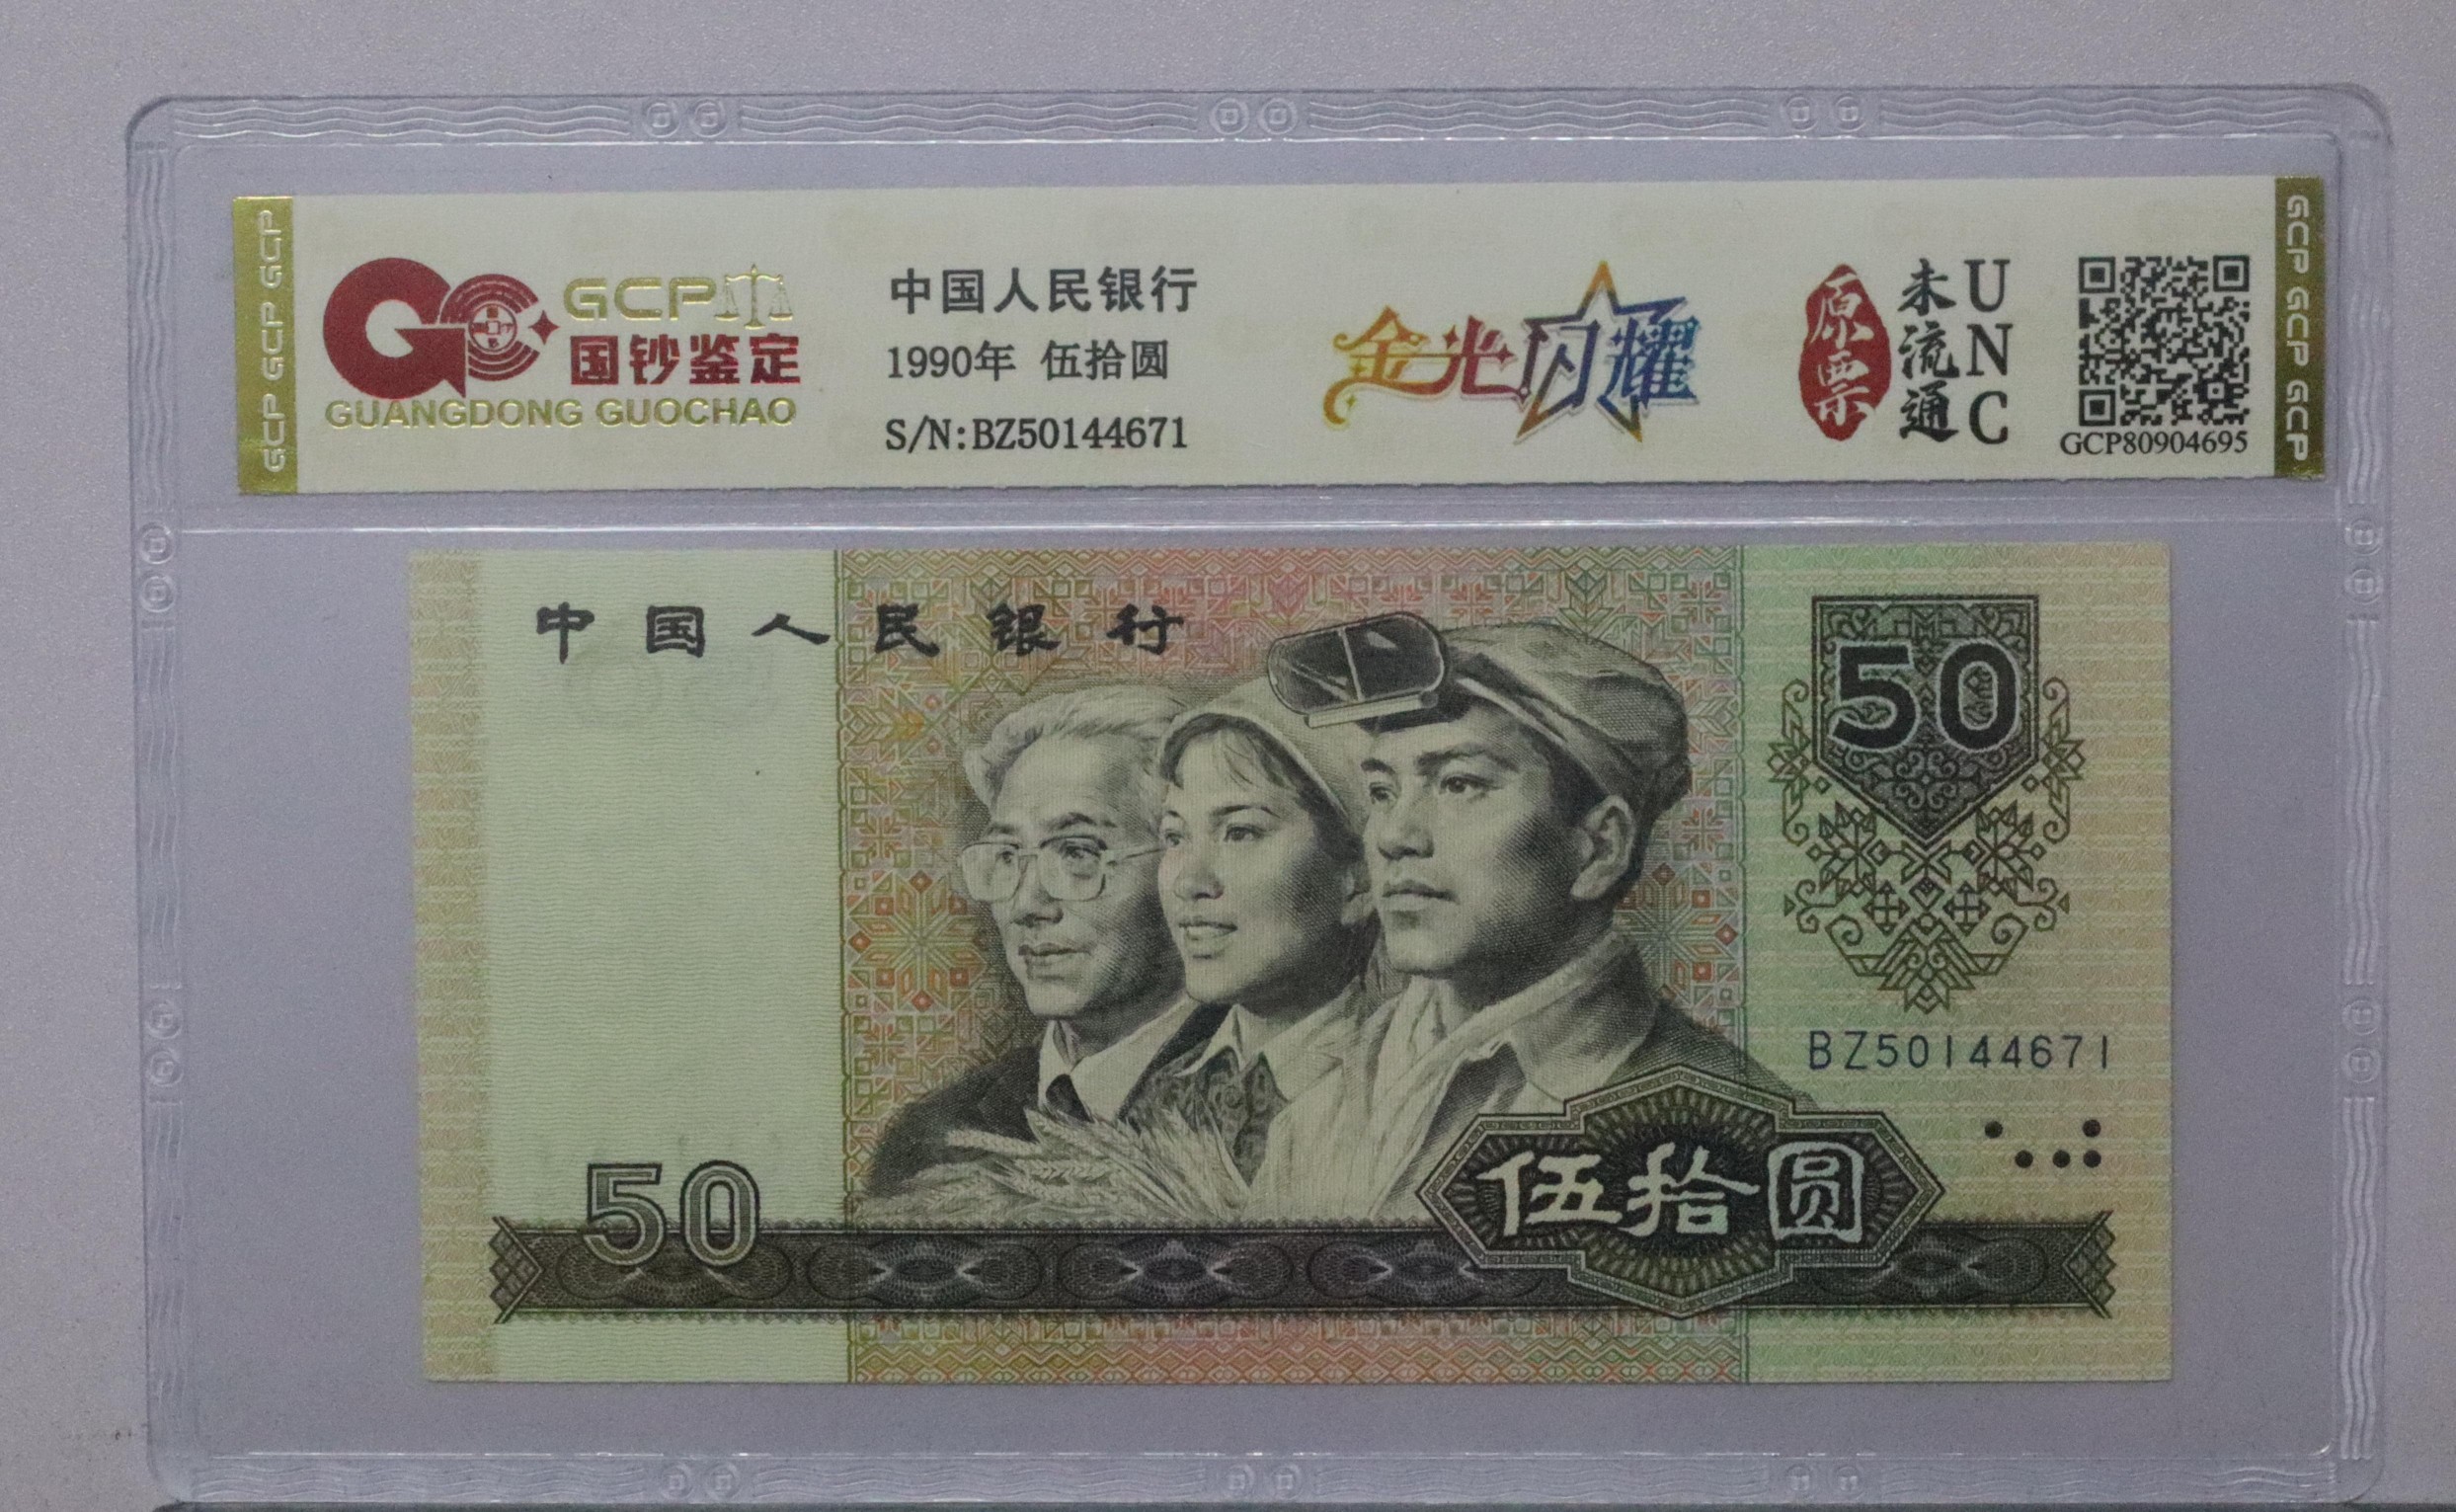 GCP GCP GCP
GCP
国钞鉴定
GUANGDONG GUOCHAO
中国人民银行
1990年 伍拾圆
S/N:BZ50144671
金光闪耀
原票
未流通
UNC
GCP80904695
GCP GCP GCP
中国人民银行
50
BZ50144671
50
伍拾圆